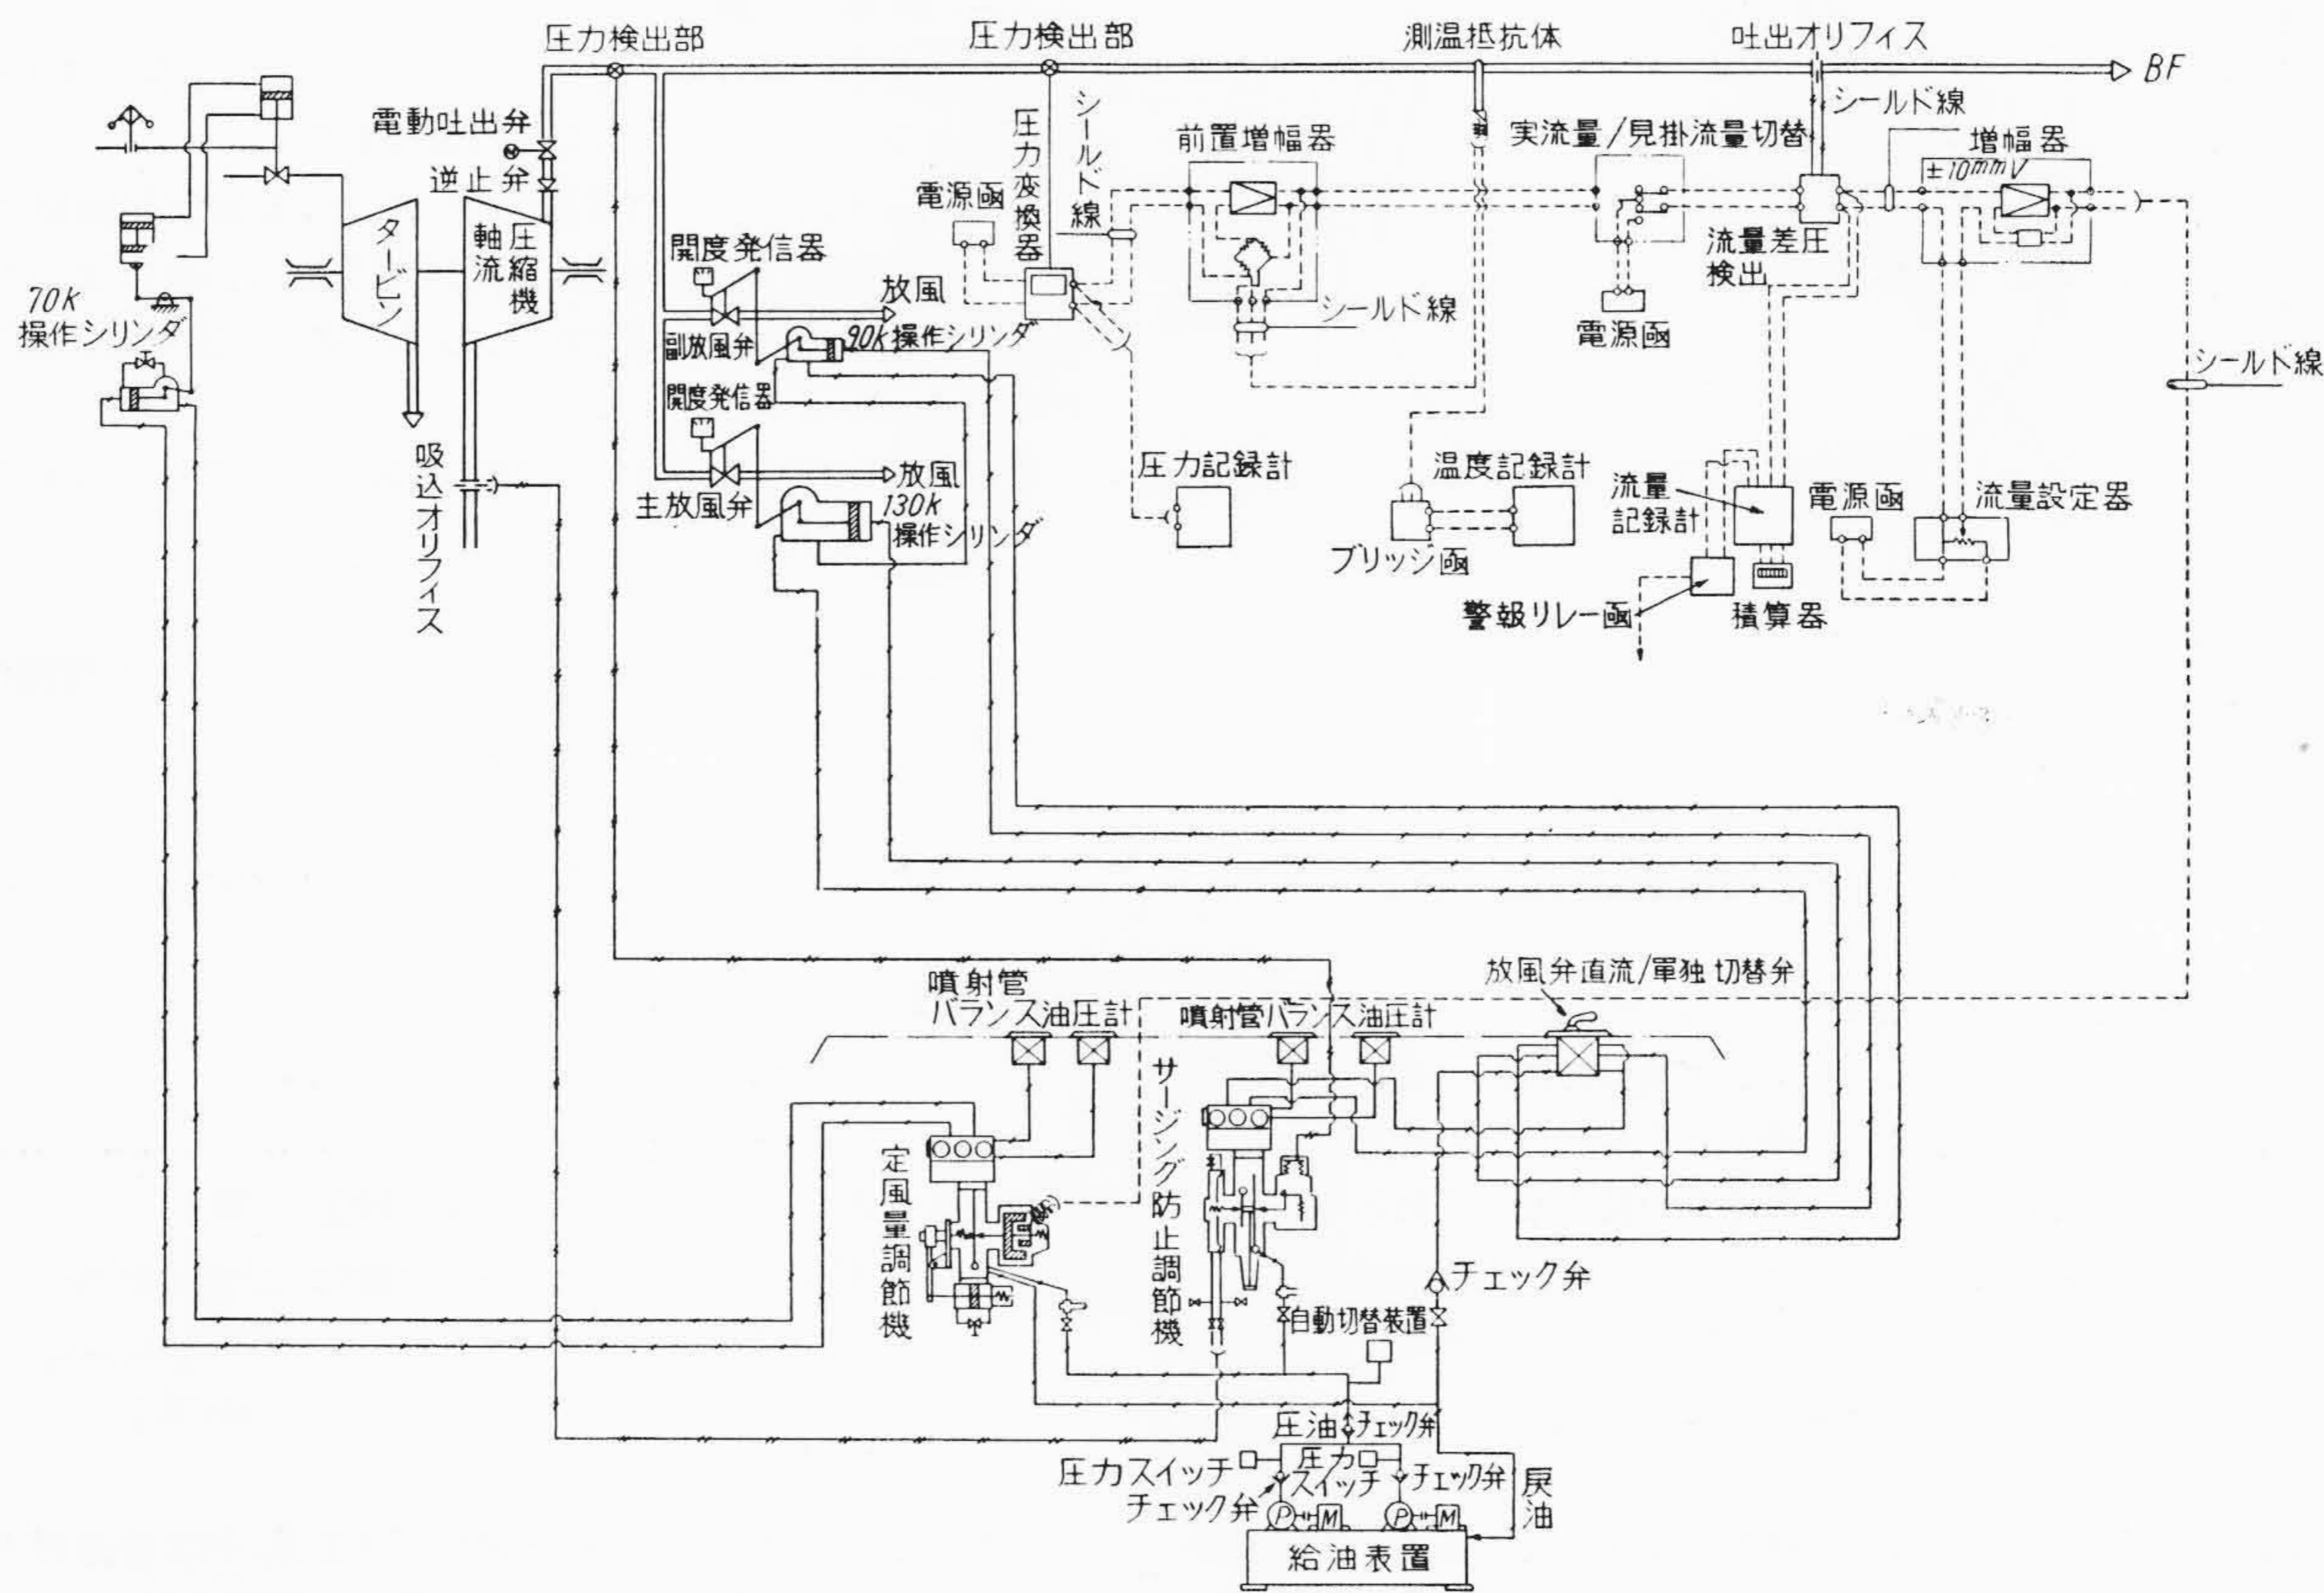 圧力検出部
圧力検出部
測温抵抗体
吐出オリフィス
BF
電動吐出弁
逆止弁
タービン
軸流
圧縮機
70k
操作シリンダ
吸込オリフィス
開度発信器
放風
副放風弁
90k操作シリンダ
開度発信器
放風
主放風弁
130k
操作シリンダ
電源函
圧力変換器
シールド線
前置増幅器
シールド線
実流量/見掛流量切替
電源函
シールド線
流量差圧
検出
増幅器
±10mmV
シールド線
圧力記録計
温度記録計
ブリッジ函
流量
記録計
電源函
流量設定器
警報リレー函
積算器
噴射管
バランス油圧計
噴射管バランス油圧計
放風弁直流/単独切替弁
定風量調節機
サージング防止調節機
チェック弁
自動切替装置
圧油
チェック弁
圧力スイッチ
チェック弁
圧力
スイッチ
チェック弁
戻油
P
M
P
M
給油表置